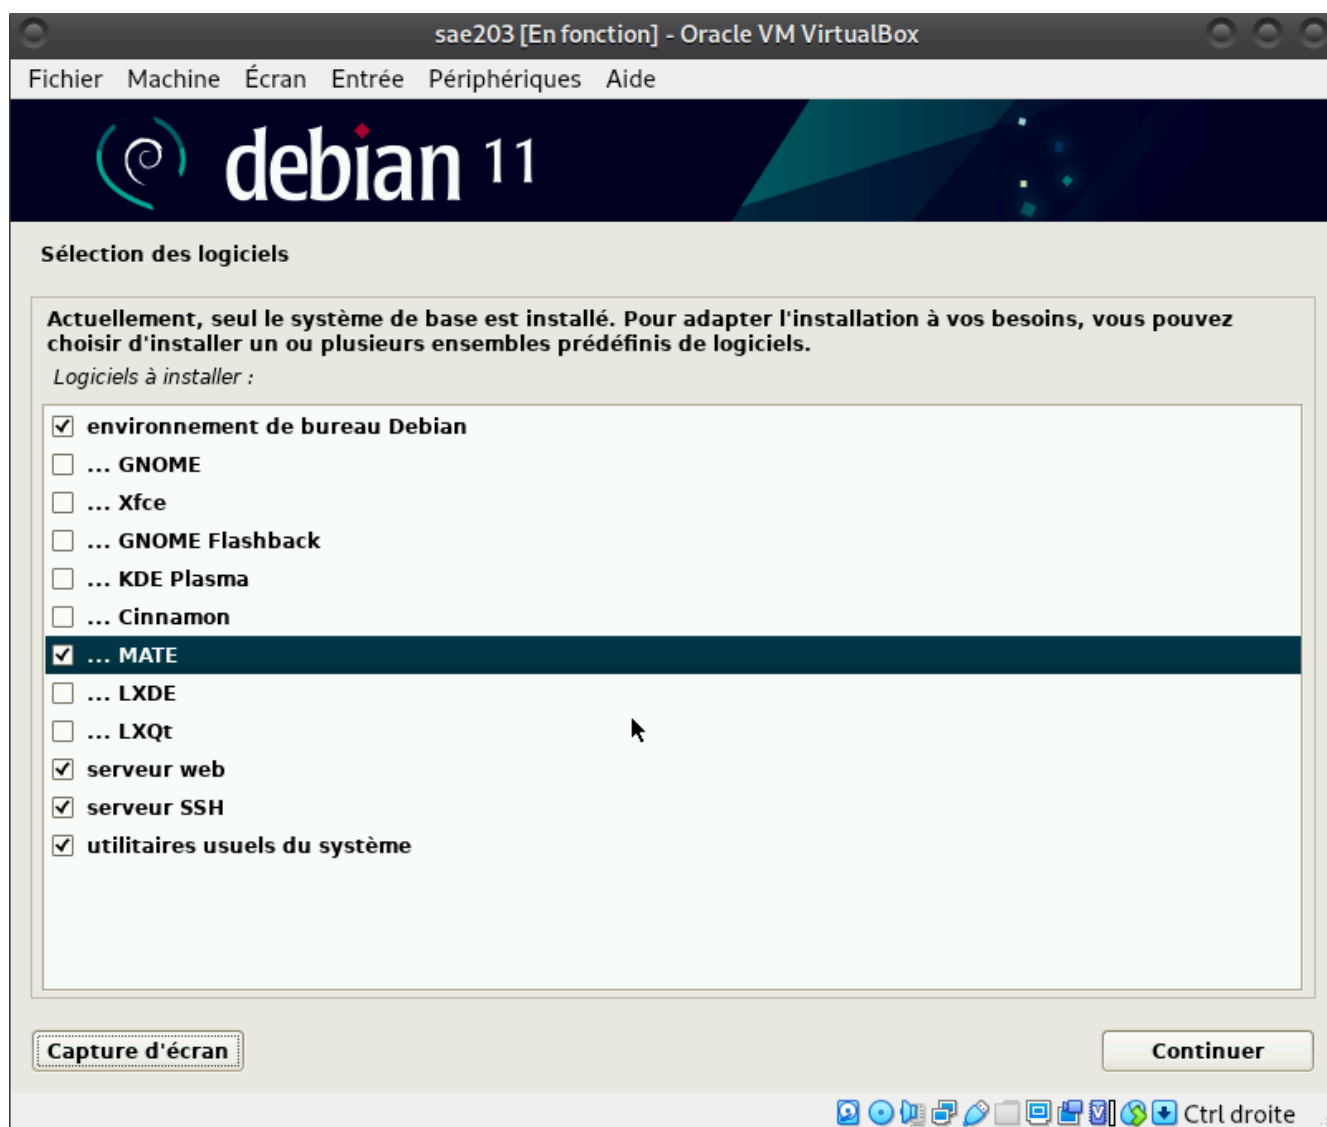 sae203 [En fonction] - Oracle VM VirtualBox
Fichier Machine Écran Entrée Périphériques Aide
debian 11
Sélection des logiciels
Actuellement, seul le système de base est installé. Pour adapter l'installation à vos besoins, vous pouvez
choisir d'installer un ou plusieurs ensembles prédéfinis de logiciels.
Logiciels à installer :
environnement de bureau Debian
... GNOME
... Xfce
... GNOME Flashback
... KDE Plasma
... Cinnamon
... MATE
... LXDE
... LXQt
serveur web
serveur SSH
utilitaires usuels du système
Capture d'écran
Continuer
Ctrl droite